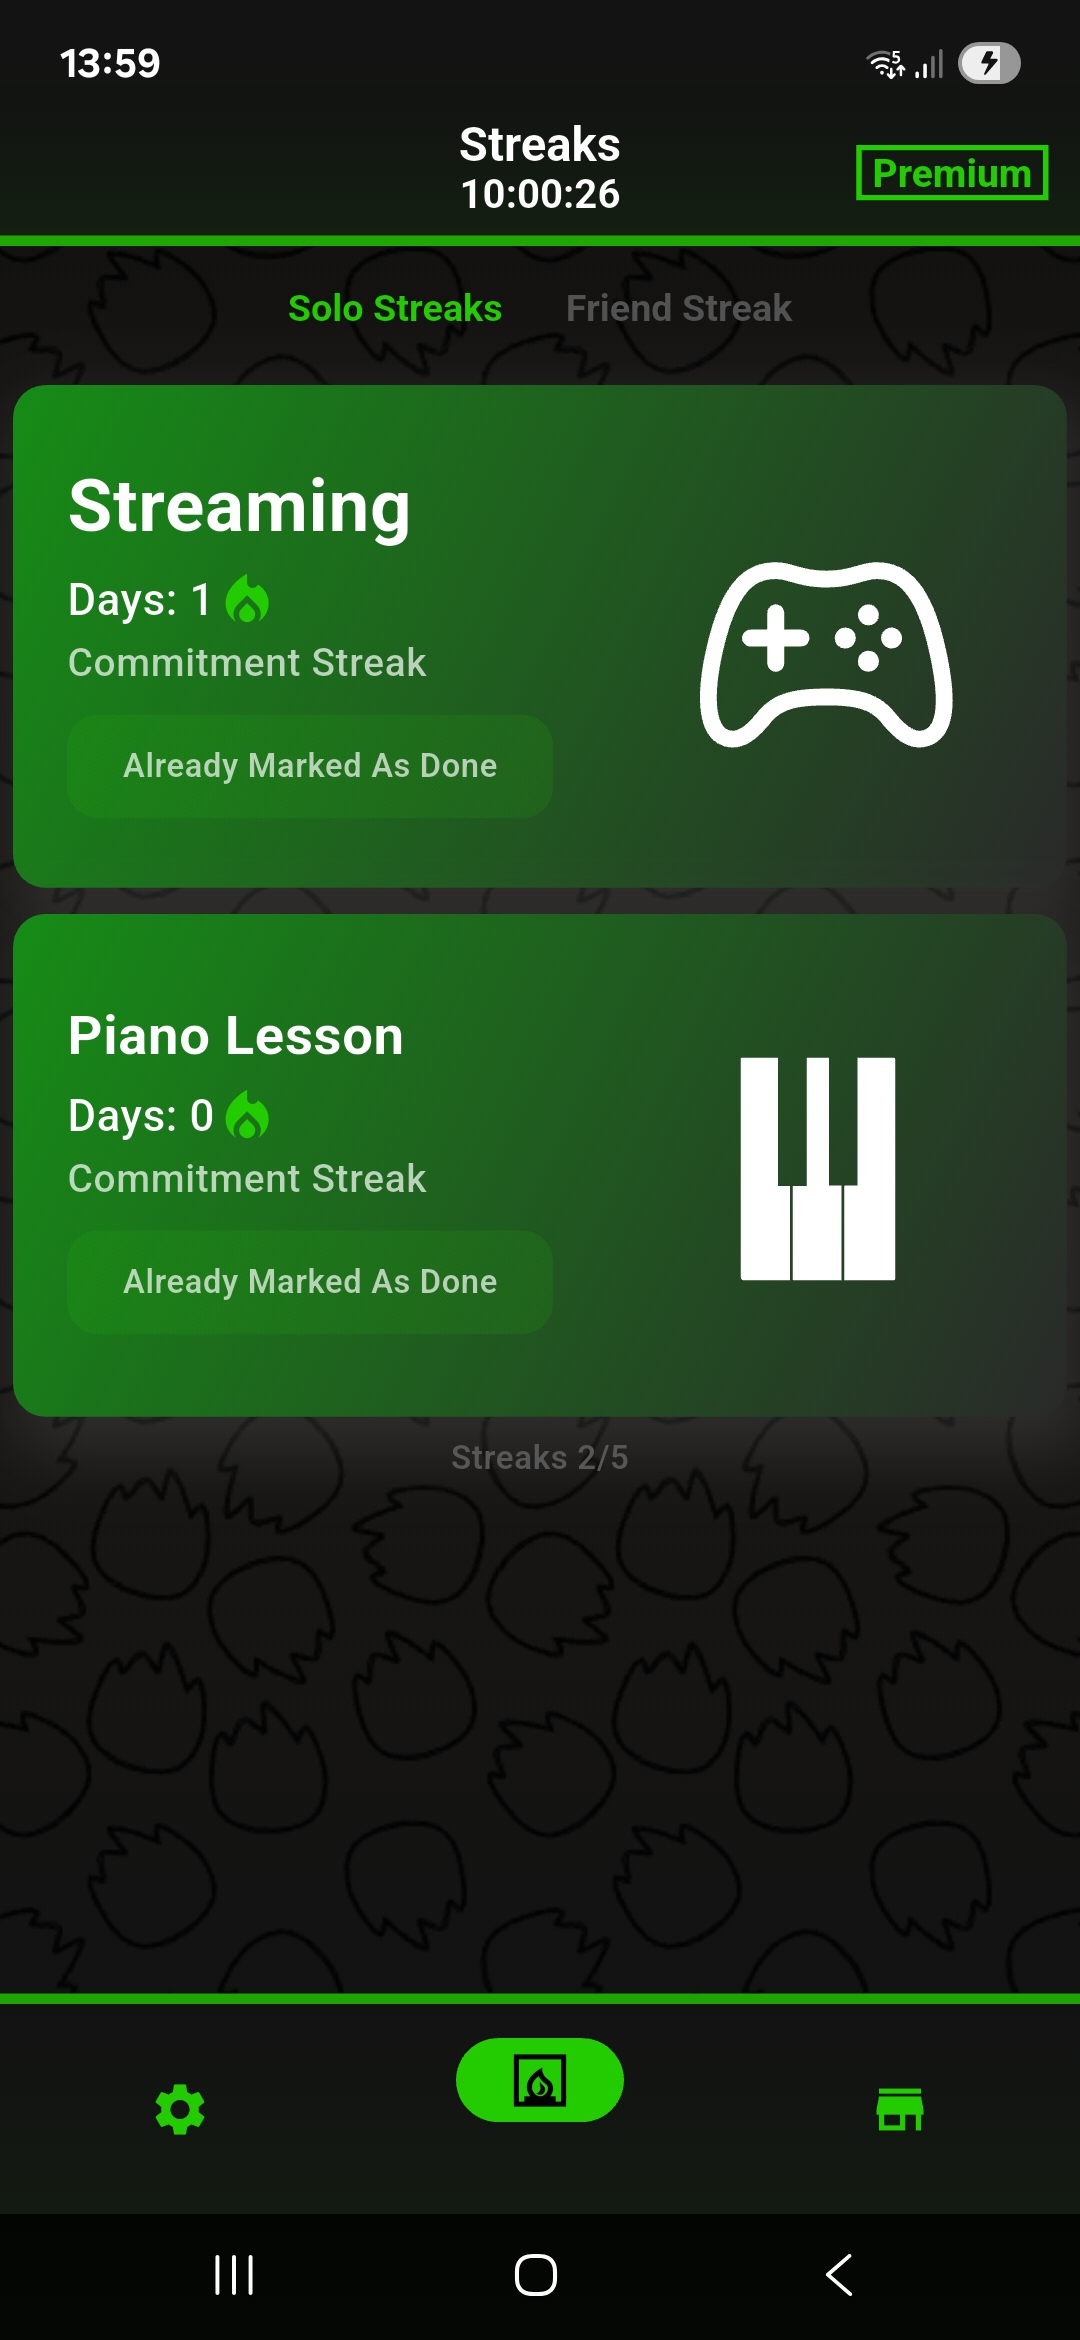 13:59
5
Streaks
10:00:26
Premium
Solo Streaks Friend Streak
Streaming
Days: 1
Commitment Streak
Already Marked As Done
Piano Lesson
Days: 0
Commitment Streak
Already Marked As Done
Streaks 2/5